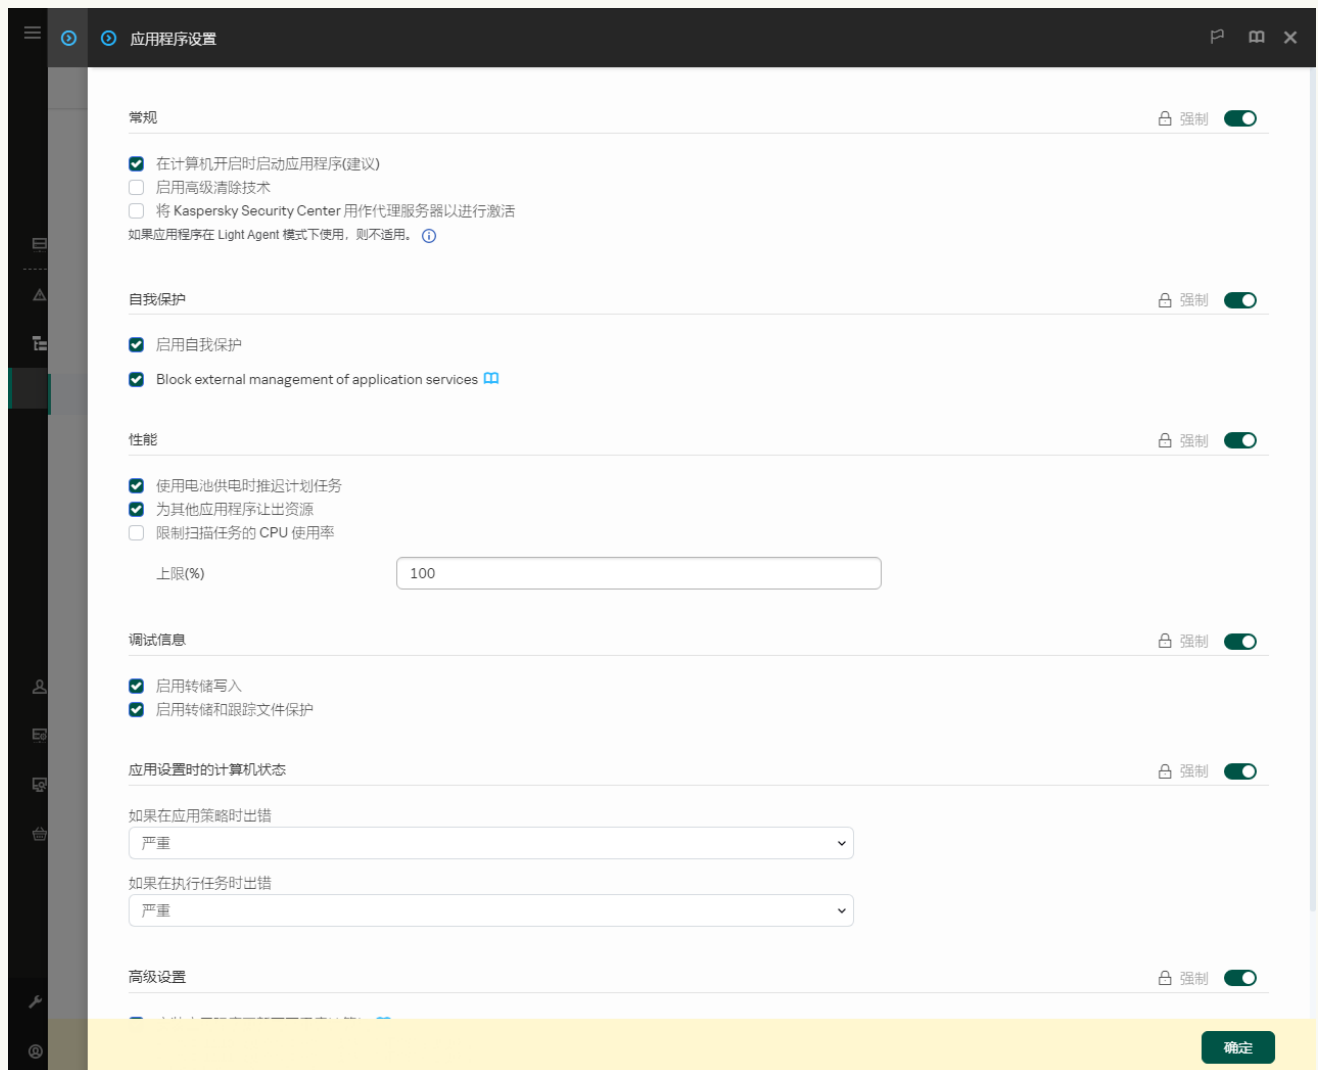 应用程序设置
常规
强制
在计算机开启时启动应用程序(建议)
启用高级清除技术
将 Kaspersky Security Center 用作代理服务器以进行激活
如果应用程序在 Light Agent 模式下使用，则不适用。
自我保护
强制
启用自我保护
Block external management of application services
性能
强制
使用电池供电时推迟计划任务
为其他应用程序让出资源
限制扫描任务的 CPU 使用率
上限(%)
100
调试信息
强制
启用转储写入
启用转储和跟踪文件保护
应用设置时的计算机状态
强制
如果在应用策略时出错
严重
如果在执行任务时出错
严重
高级设置
强制
确定